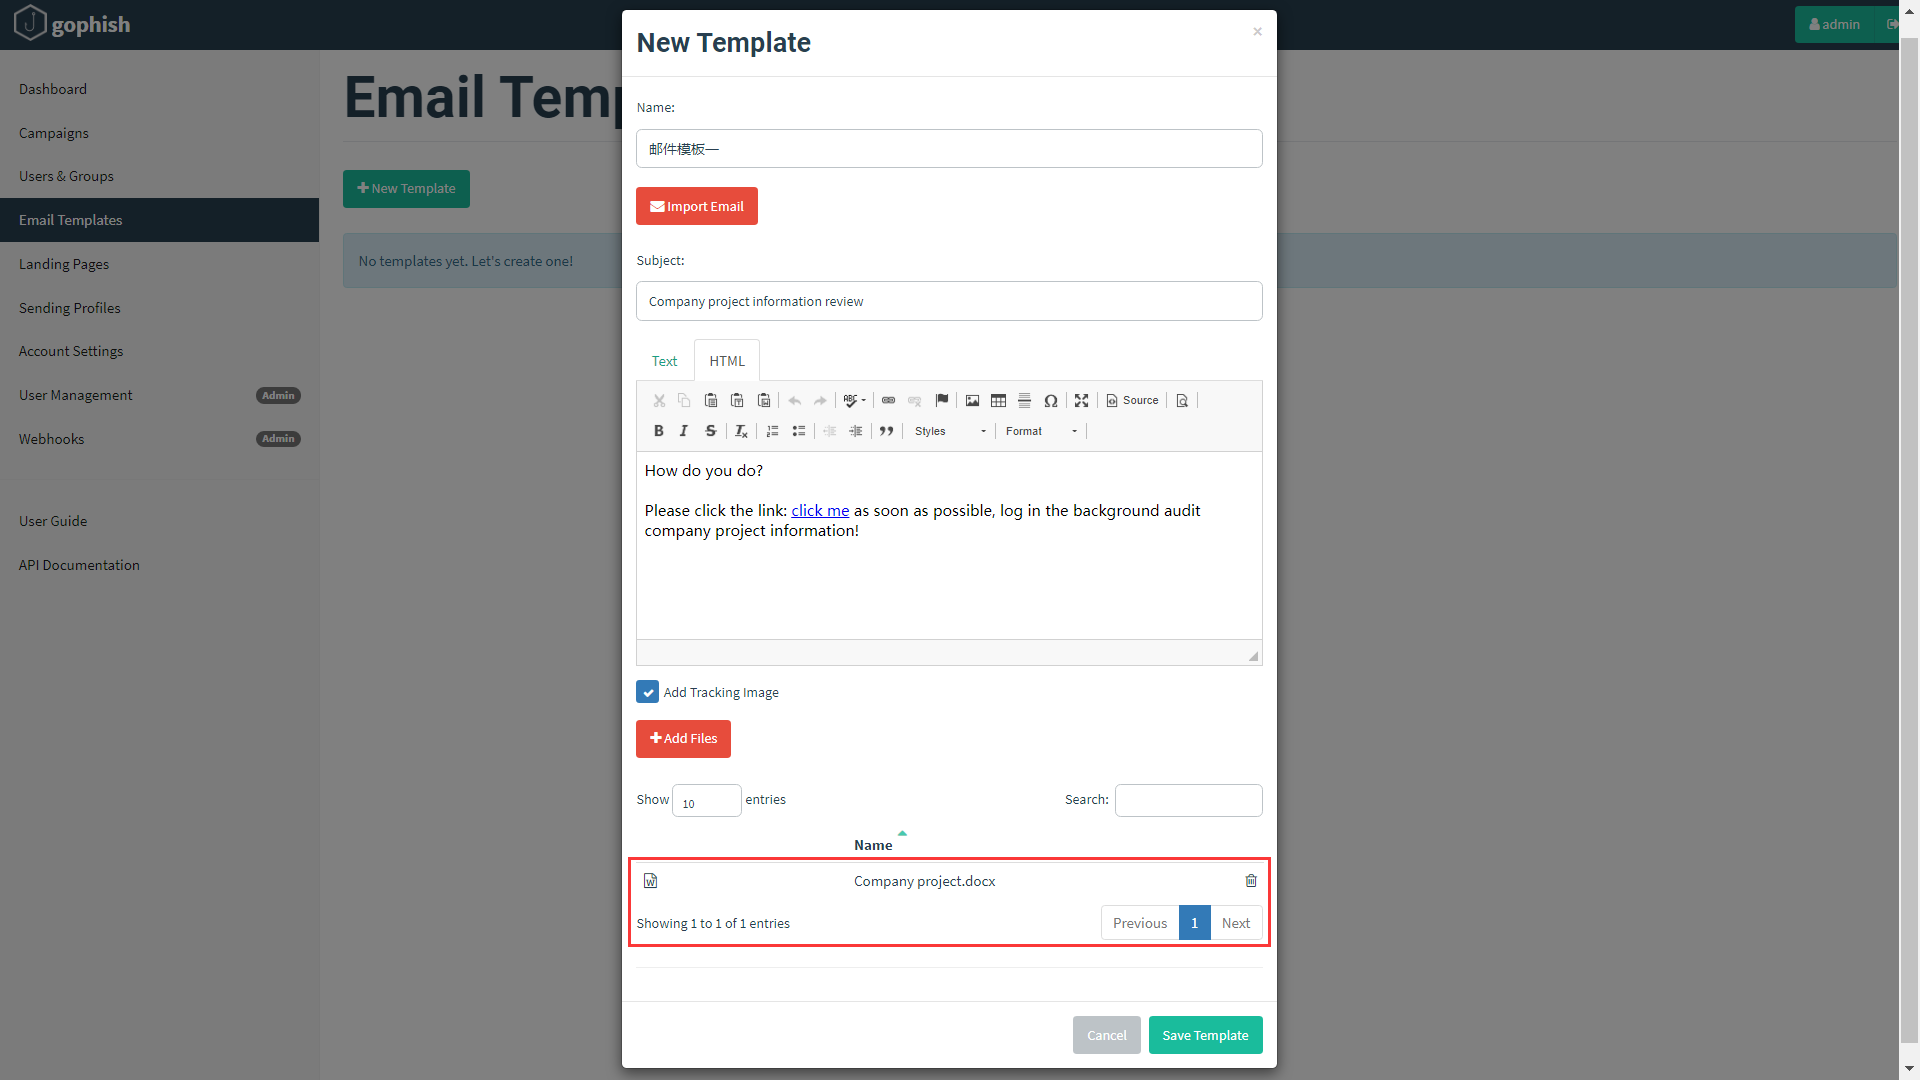 gophish
admin
Dashboard
Campaigns
Users & Groups
Email Templates
Landing Pages
Sending Profiles
Account Settings
User Management Admin
Webhooks Admin
User Guide
API Documentation
Email Temp
New Template
No templates yet. Let's create one!
New Template
×
Name:
邮件模板一
Import Email
Subject:
Company project information review
Text HTML
Source
Styles Format
How do you do?
Please click the link: click me as soon as possible, log in the background audit
company project information!
Add Tracking Image
Add Files
Show 10 entries
Search:
Name
Company project.docx
Showing 1 to 1 of 1 entries
Previous 1 Next
Cancel Save Template